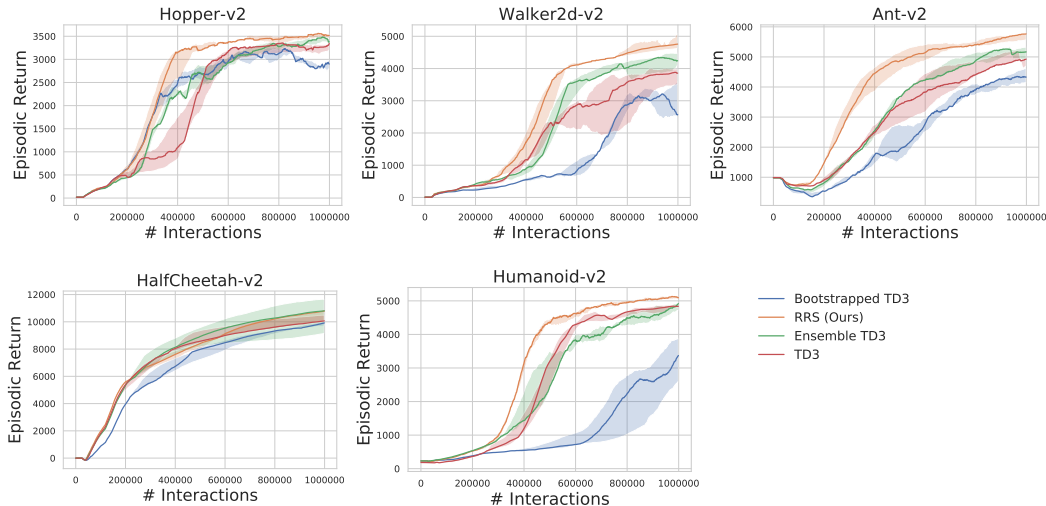 Hopper-v2
3500
3000
2500
2000
1500
1000
500
0
Episodic Return
0 200000 400000 600000 800000 1000000
# Interactions
Walker2d-v2
5000
4000
3000
2000
1000
0
Episodic Return
0 200000 400000 600000 800000 1000000
# Interactions
Ant-v2
6000
5000
4000
3000
2000
1000
Episodic Return
0 200000 400000 600000 800000 1000000
# Interactions
HalfCheetah-v2
12000
10000
8000
6000
4000
2000
0
Episodic Return
0 200000 400000 600000 800000 1000000
# Interactions
Humanoid-v2
5000
4000
3000
2000
1000
0
Episodic Return
0 200000 400000 600000 800000 1000000
# Interactions
Bootstrapped TD3
RRS (Ours)
Ensemble TD3
TD3